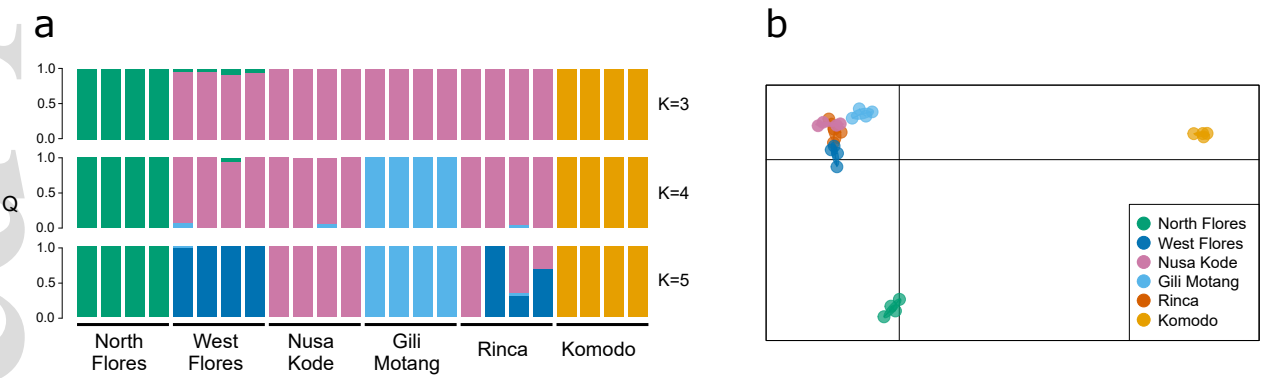 a
1.0
0.5
0.0
K=3
1.0
0.5
0.0
K=4
Q
1.0
0.5
0.0
K=5
North
Flores
West
Flores
Nusa
Kode
Gili
Motang
Rinca
Komodo
b
North Flores
West Flores
Nusa Kode
Gili Motang
Rinca
Komodo